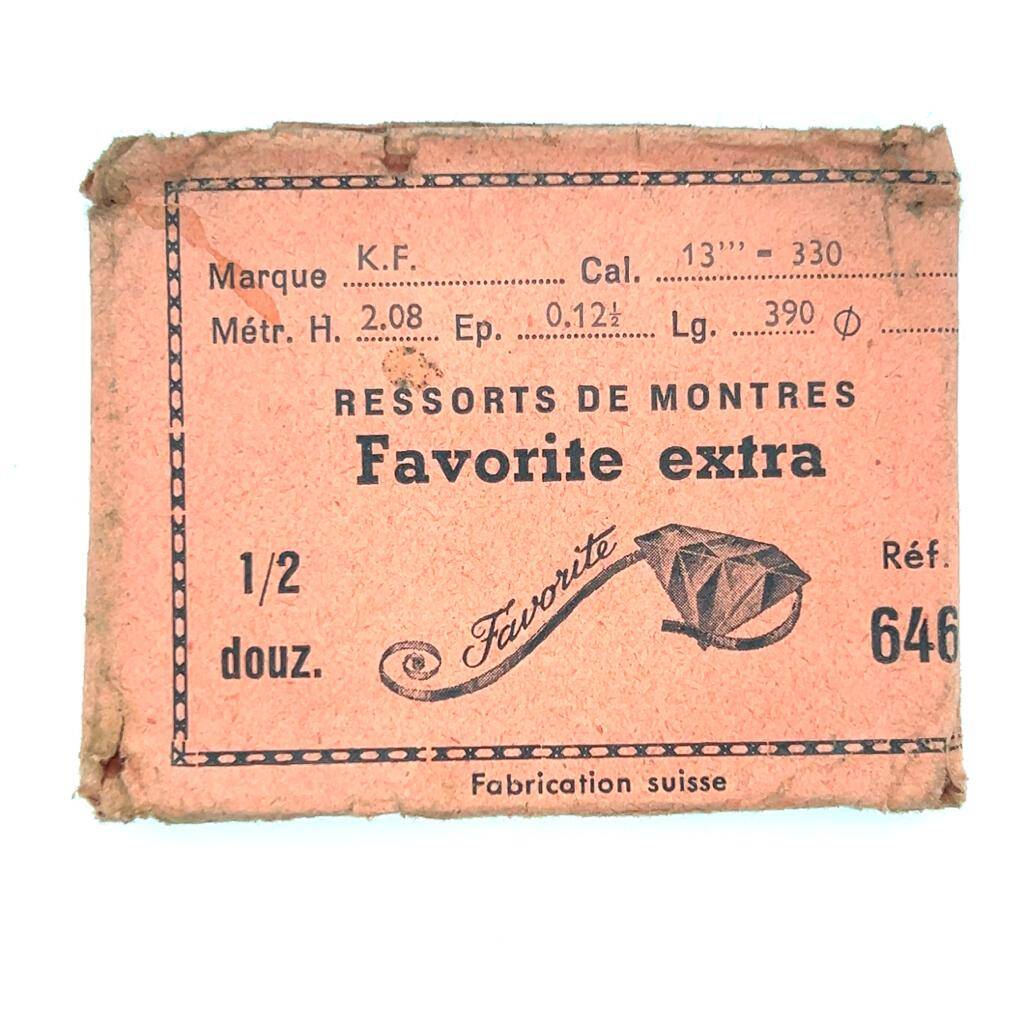 Marque K.F. Cal. 13''' - 330
Métr. H. 2.08 Ep. 0.12½ Lg. 390 ∅
RESSORTS DE MONTRES
Favorite extra
1/2
douz.
Favorite
Réf.
646
Fabrication suisse